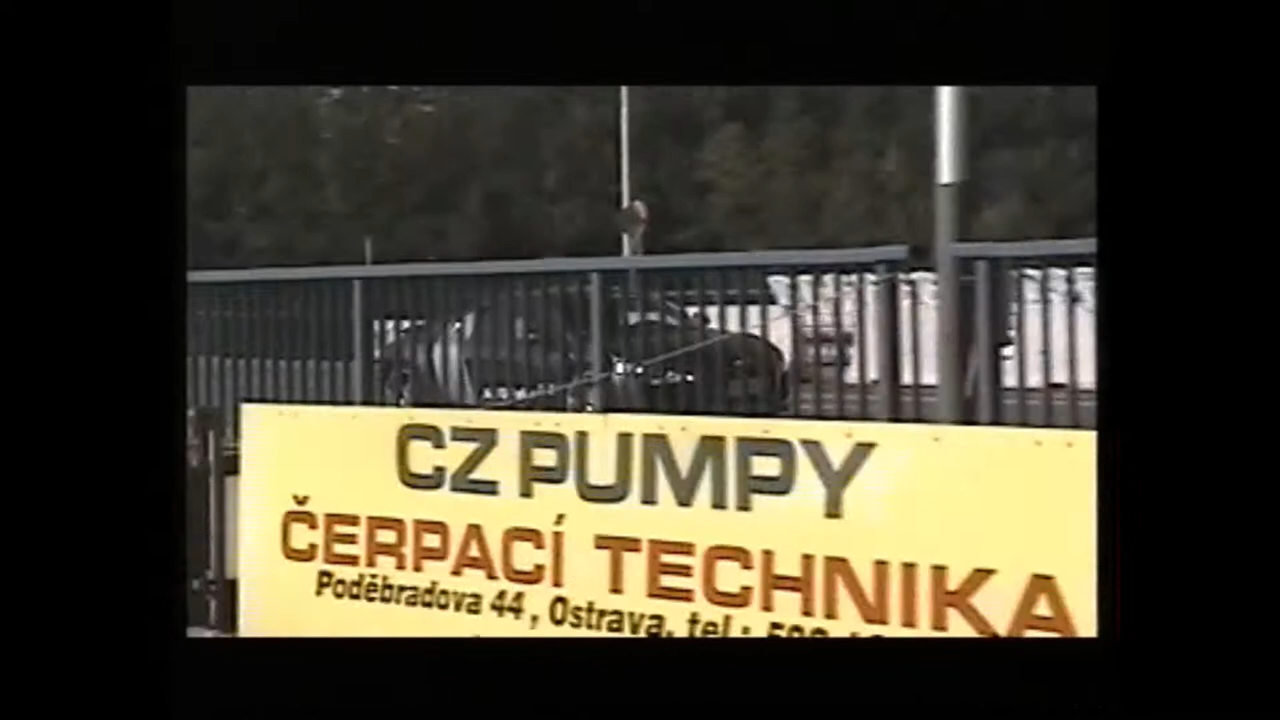 CZ PUMPY
ČERPACÍ TECHNIKA
Poděbradova 44, Ostrava, tel: